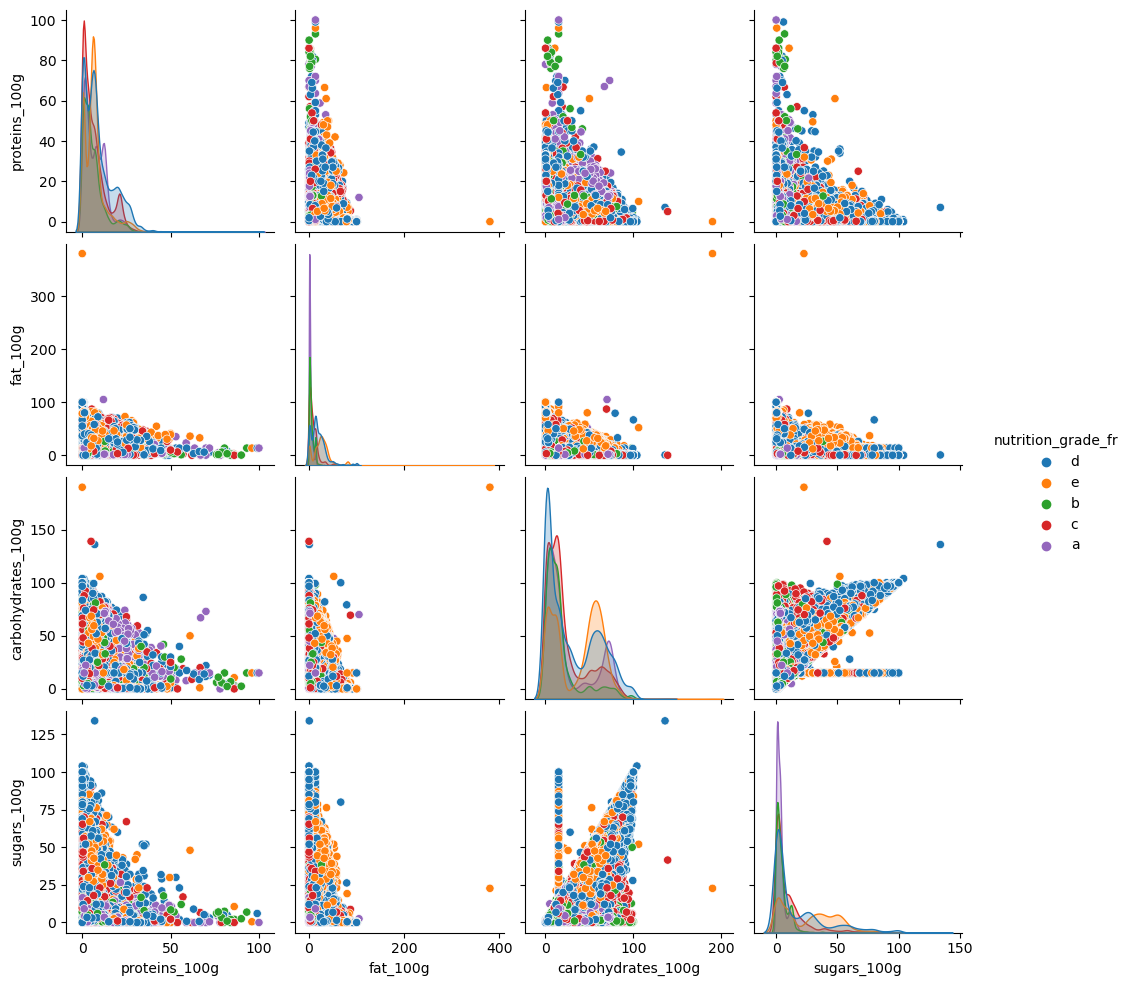 100
80
60
40
20
0
proteins_100g
300
200
100
0
fat_100g
150
100
50
0
carbohydrates_100g
125
100
75
50
25
0
sugars_100g
0 50 100
proteins_100g
0 200 400
fat_100g
0 100 200
carbohydrates_100g
0 50 100 150
sugars_100g
nutrition_grade_fr
d
e
b
c
a